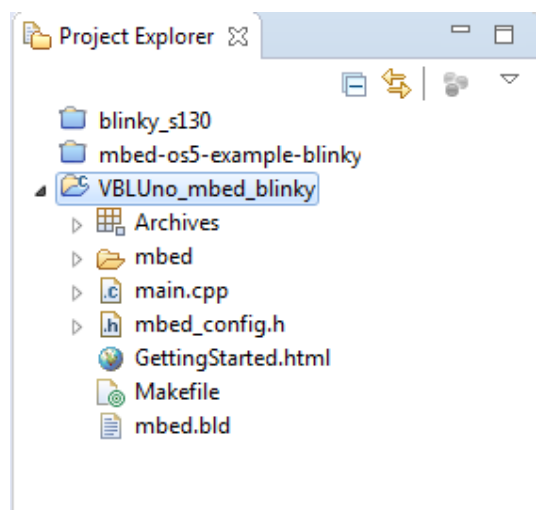 Project Explorer
blinky_s130
mbed-os5-example-blinky
VBLUno_mbed_blinky
Archives
mbed
main.cpp
mbed_config.h
GettingStarted.html
Makefile
mbed.bld